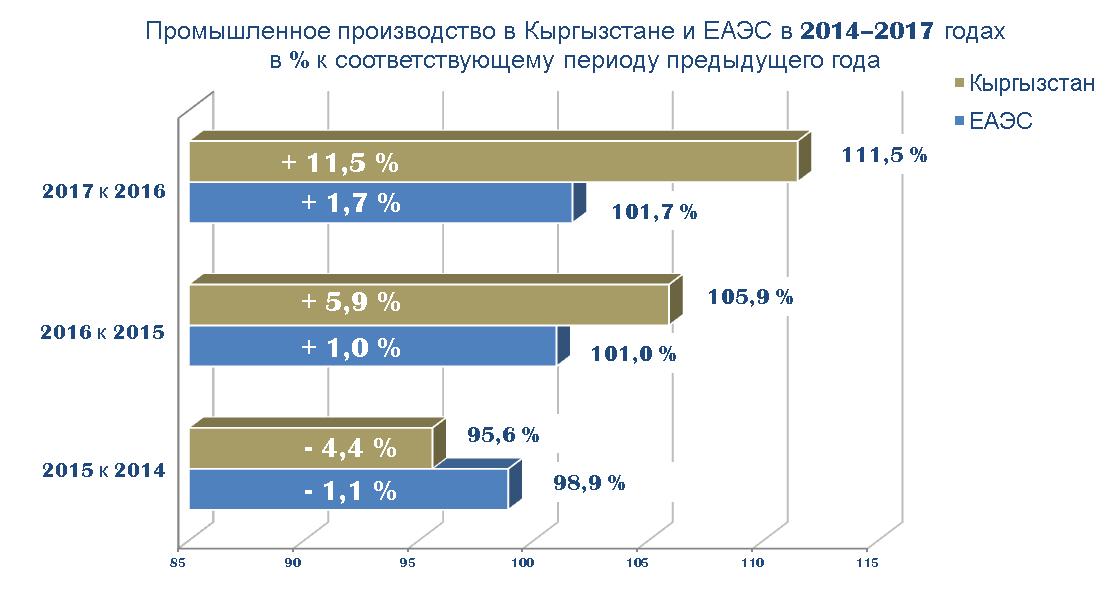 Промышленное производство в Кыргызстане и ЕАЭС в 2014–2017 годах
в % к соответствующему периоду предыдущего года
Кыргызстан
ЕАЭС
2017 к 2016
+ 11,5 %
111,5 %
+ 1,7 %
101,7 %
2016 к 2015
+ 5,9 %
105,9 %
+ 1,0 %
101,0 %
2015 к 2014
- 4,4 %
95,6 %
- 1,1 %
98,9 %
85 90 95 100 105 110 115